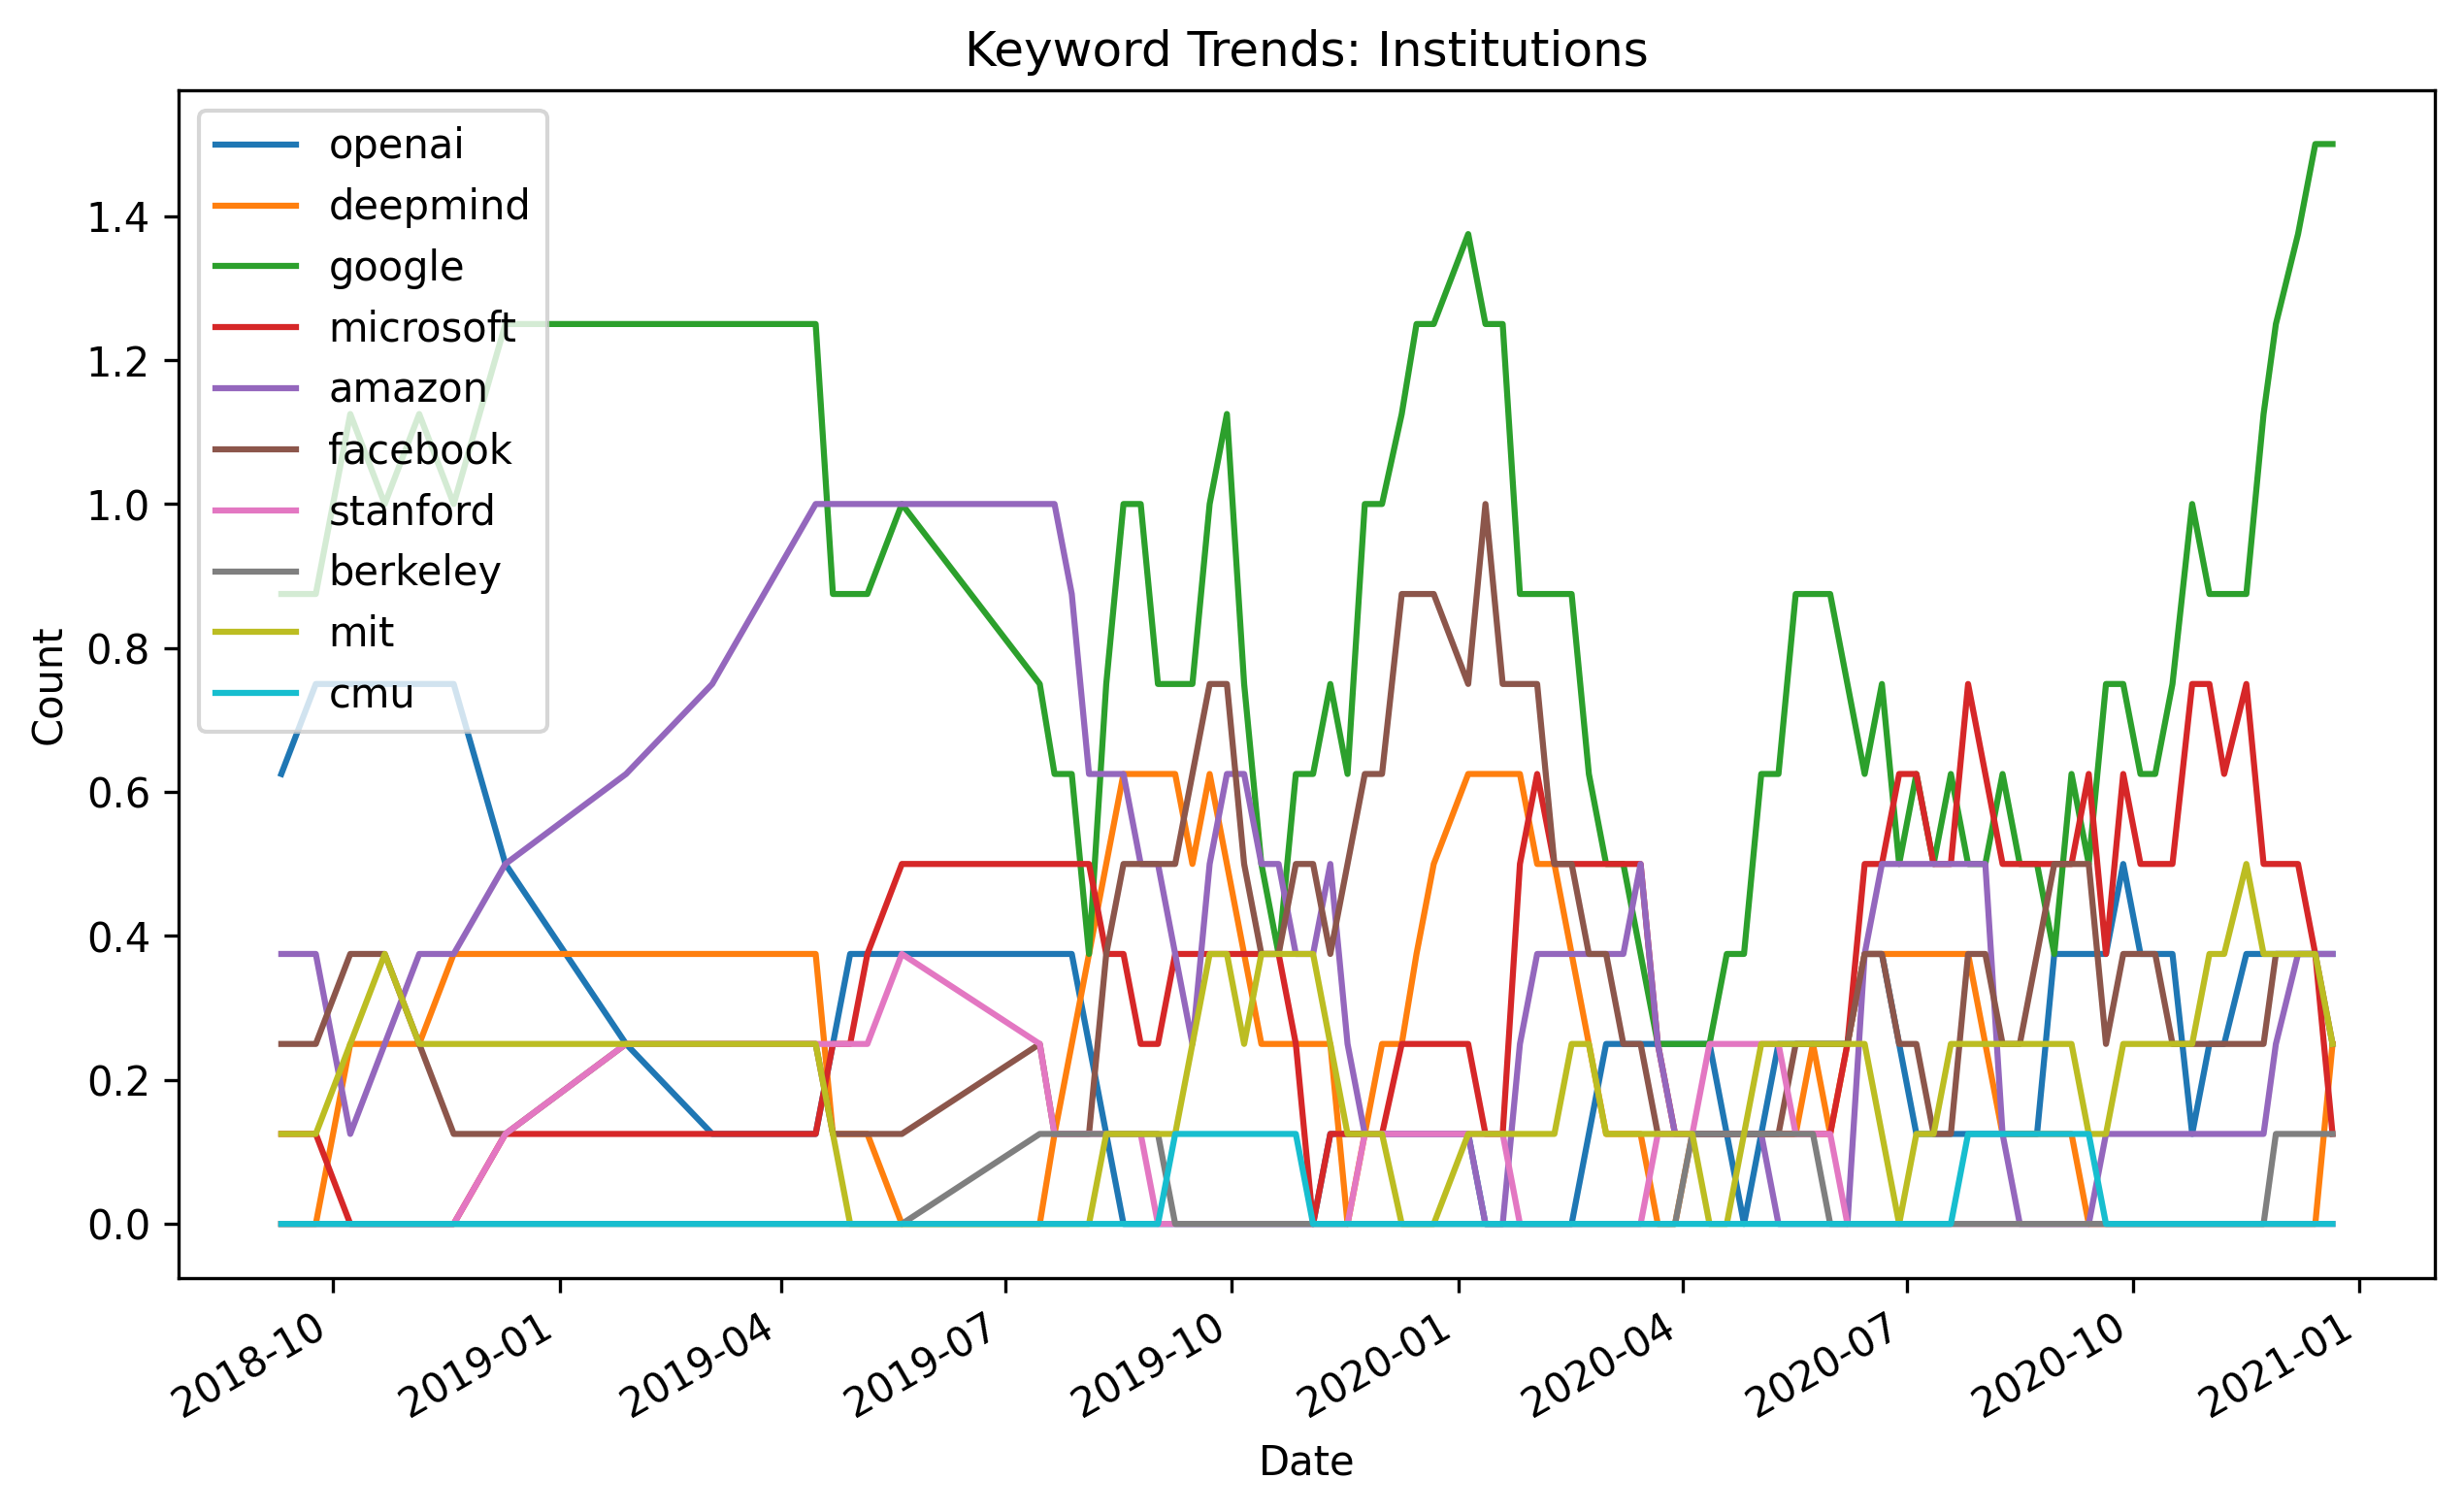 Keyword Trends: Institutions
openai
deepmind
google
microsoft
amazon
facebook
stanford
berkeley
mit
cmu
Count
1.4
1.2
1.0
0.8
0.6
0.4
0.2
0.0
2018-10
2019-01
2019-04
2019-07
2019-10
2020-01
2020-04
2020-07
2020-10
2021-01
Date